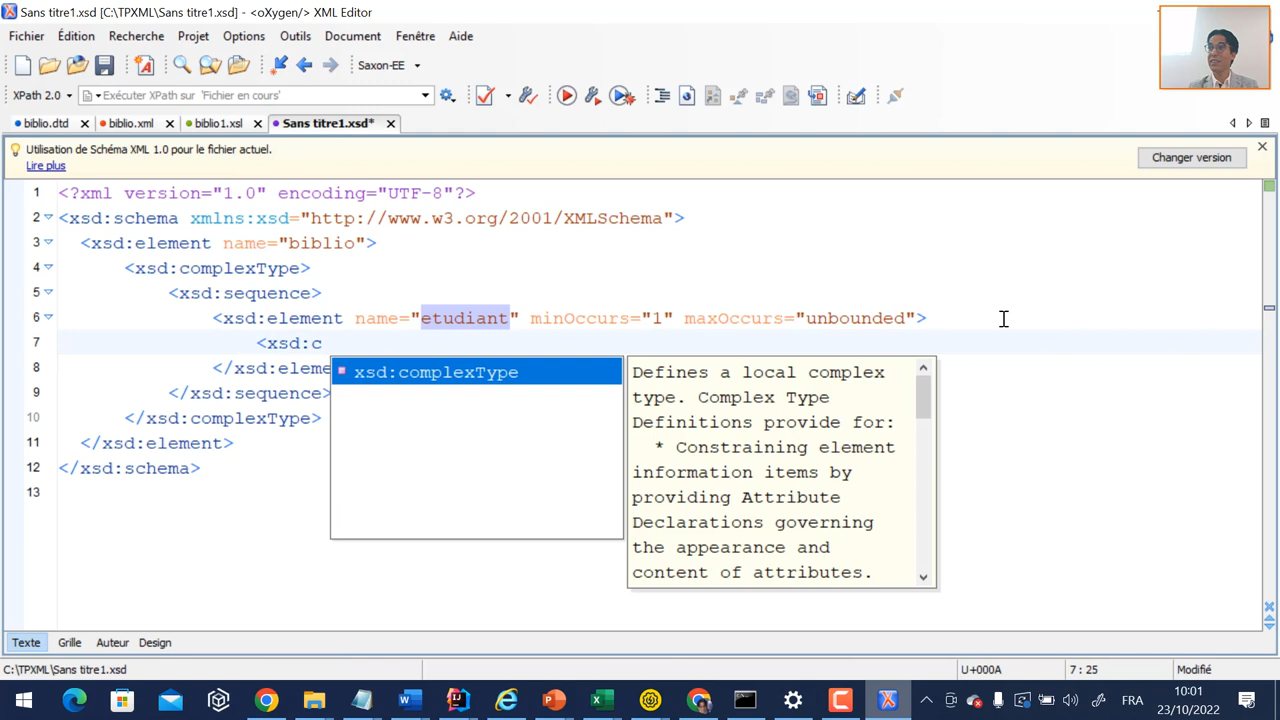 Sans titre1.xsd [C:\TPXML\Sans titre1.xsd] - <oXygen/> XML Editor
Fichier Édition Recherche Projet Options Outils Document Fenêtre Aide
Saxon-EE
XPath 2.0 Exécuter XPath sur 'Fichier en cours'
biblio.dtd biblio.xml biblio1.xsl Sans titre1.xsd*
Utilisation de Schéma XML 1.0 pour le fichier actuel.
Lire plus
Changer version
1 <?xml version="1.0" encoding="UTF-8"?>
2 <xsd:schema xmlns:xsd="http://www.w3.org/2001/XMLSchema">
3 <xsd:element name="biblio">
4 <xsd:complexType>
5 <xsd:sequence>
6 <xsd:element name="etudiant" minOccurs="1" maxOccurs="unbounded">
7 <xsd:c
8 </xsd:eleme
9 </xsd:sequence>
10 </xsd:complexType>
11 </xsd:element>
12 </xsd:schema>
13
xsd:complexType
Defines a local complex
type. Complex Type
Definitions provide for:
* Constraining element
information items by
providing Attribute
Declarations governing
the appearance and
content of attributes.
Texte Grille Auteur Design
C:\TPXML\Sans titre1.xsd U+000A 7 : 25 Modifié
FRA
10:01
23/10/2022